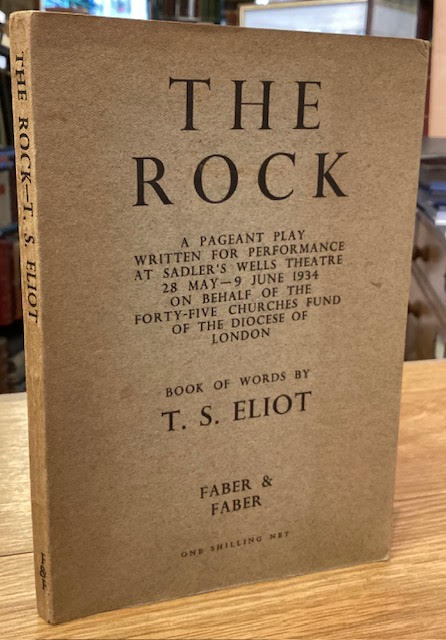 THE ROCK—T. S. ELIOT
F&F
THE
ROCK
A PAGEANT PLAY
WRITTEN FOR PERFORMANCE
AT SADLER'S WELLS THEATRE
28 MAY—9 JUNE 1934
ON BEHALF OF THE
FORTY-FIVE CHURCHES FUND
OF THE DIOCESE OF
LONDON
BOOK OF WORDS BY
T. S. ELIOT
FABER &
FABER
ONE SHILLING NET